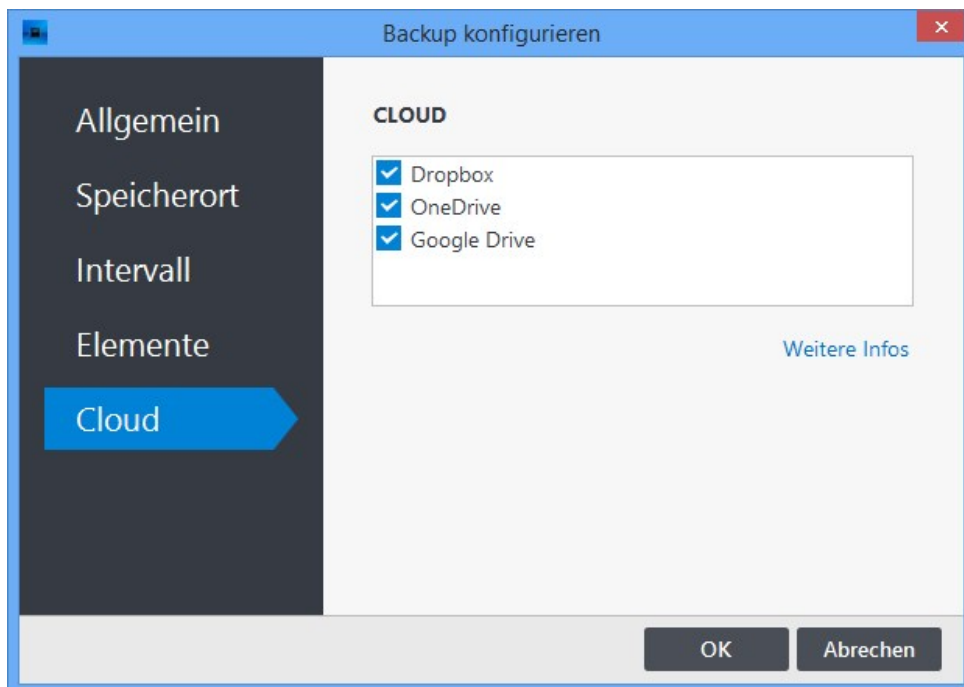 Backup konfigurieren
Allgemein
Speicherort
Intervall
Elemente
Cloud
CLOUD
Dropbox
OneDrive
Google Drive
Weitere Infos
OK
Abrechen